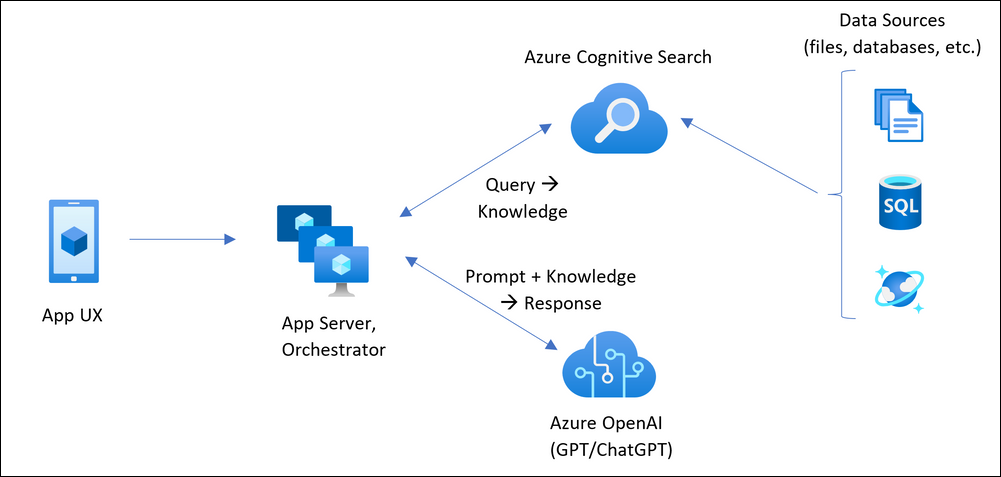 Data Sources
(files, databases, etc.)
Azure Cognitive Search
Query →
Knowledge
SQL
Prompt + Knowledge
→ Response
App UX
App Server,
Orchestrator
Azure OpenAI
(GPT/ChatGPT)